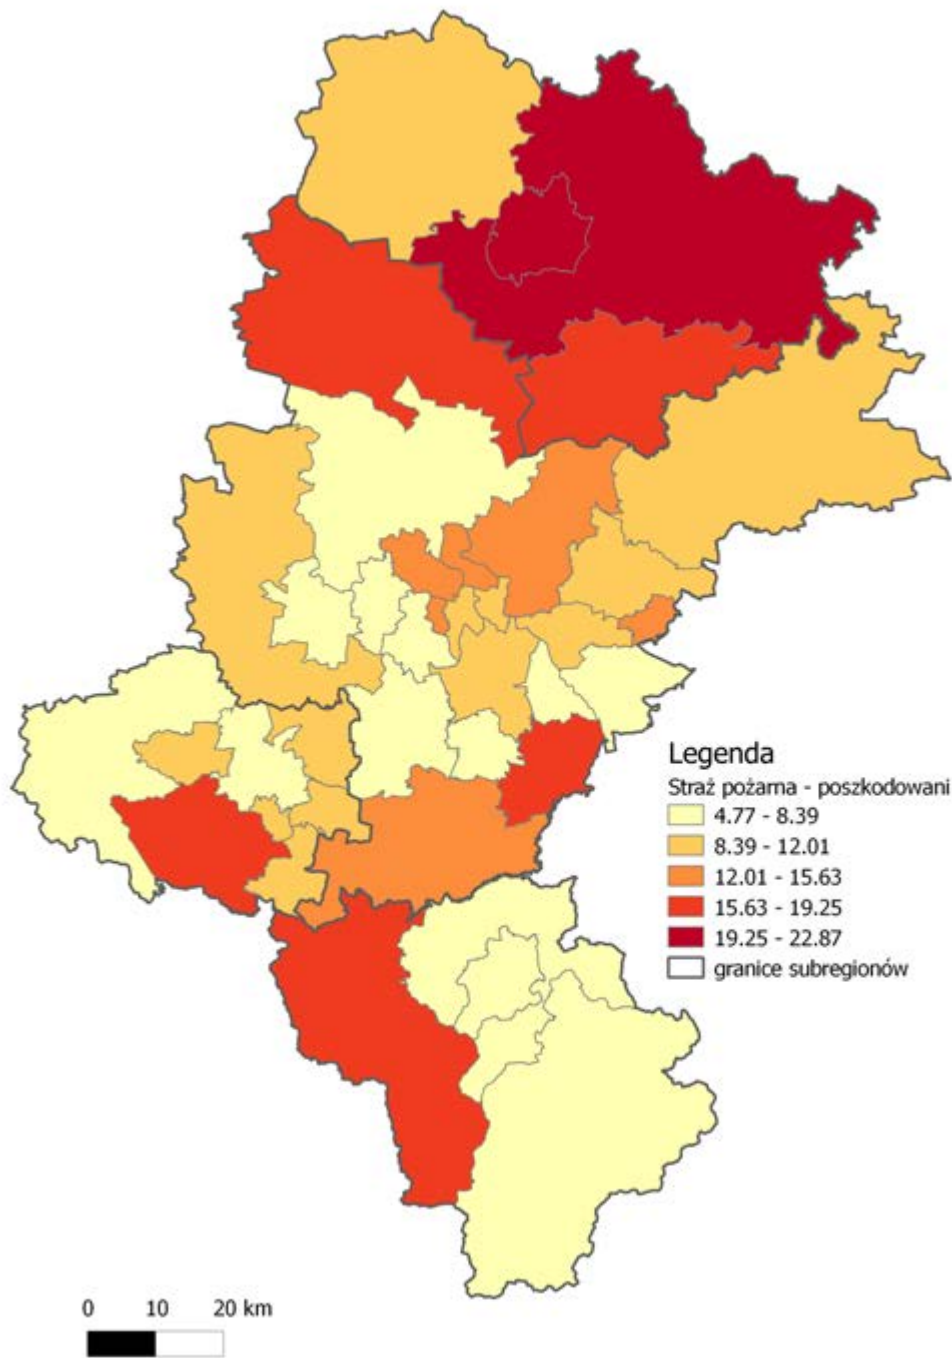 Legenda
Straż pożarna - poszkodowani
4.77 - 8.39
8.39 - 12.01
12.01 - 15.63
15.63 - 19.25
19.25 - 22.87
granice subregionów
0 10 20 km